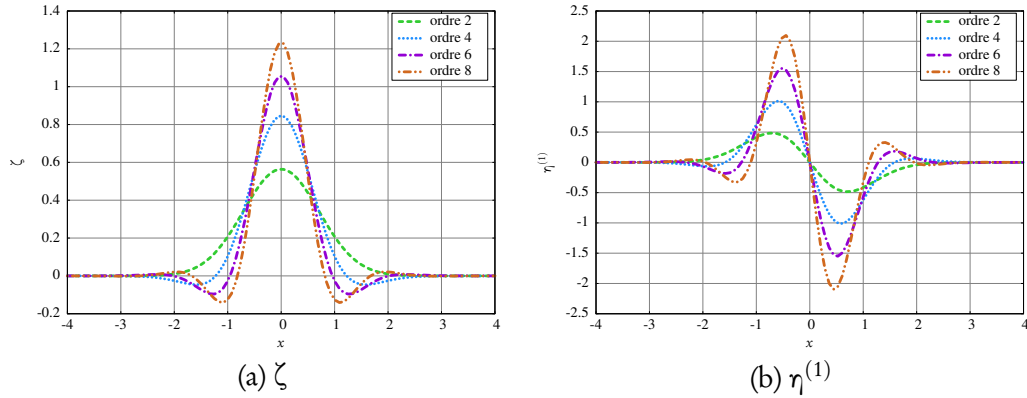 1.4
1.2
1
0.8
0.6
0.4
0.2
0
-0.2
ζ
-4 -3 -2 -1 0 1 2 3 4
x
ordre 2
ordre 4
ordre 6
ordre 8
(a) ζ
2.5
2
1.5
1
0.5
0
-0.5
-1
-1.5
-2
-2.5
η⁽¹⁾
-4 -3 -2 -1 0 1 2 3 4
x
ordre 2
ordre 4
ordre 6
ordre 8
(b) η⁽¹⁾